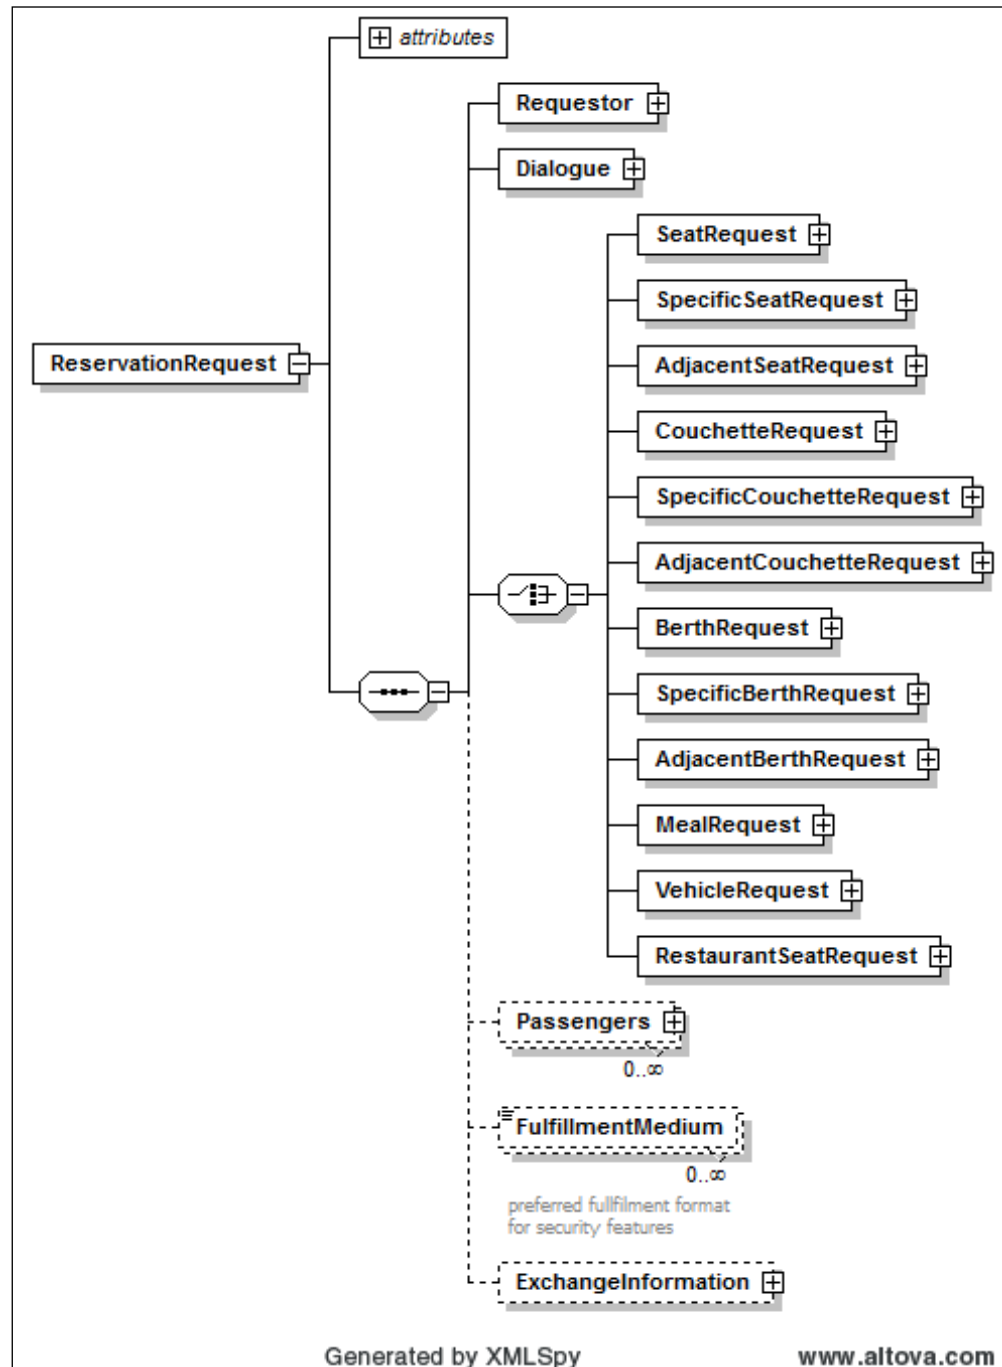 attributes
Requestor
Dialogue
SeatRequest
SpecificSeatRequest
ReservationRequest
AdjacentSeatRequest
CouchetteRequest
SpecificCouchetteRequest
AdjacentCouchetteRequest
BerthRequest
SpecificBerthRequest
AdjacentBerthRequest
MealRequest
VehicleRequest
RestaurantSeatRequest
Passengers
0..∞
FulfillmentMedium
0..∞
preferred fullfilment format
for security features
ExchangeInformation
Generated by XMLSpy www.altova.com